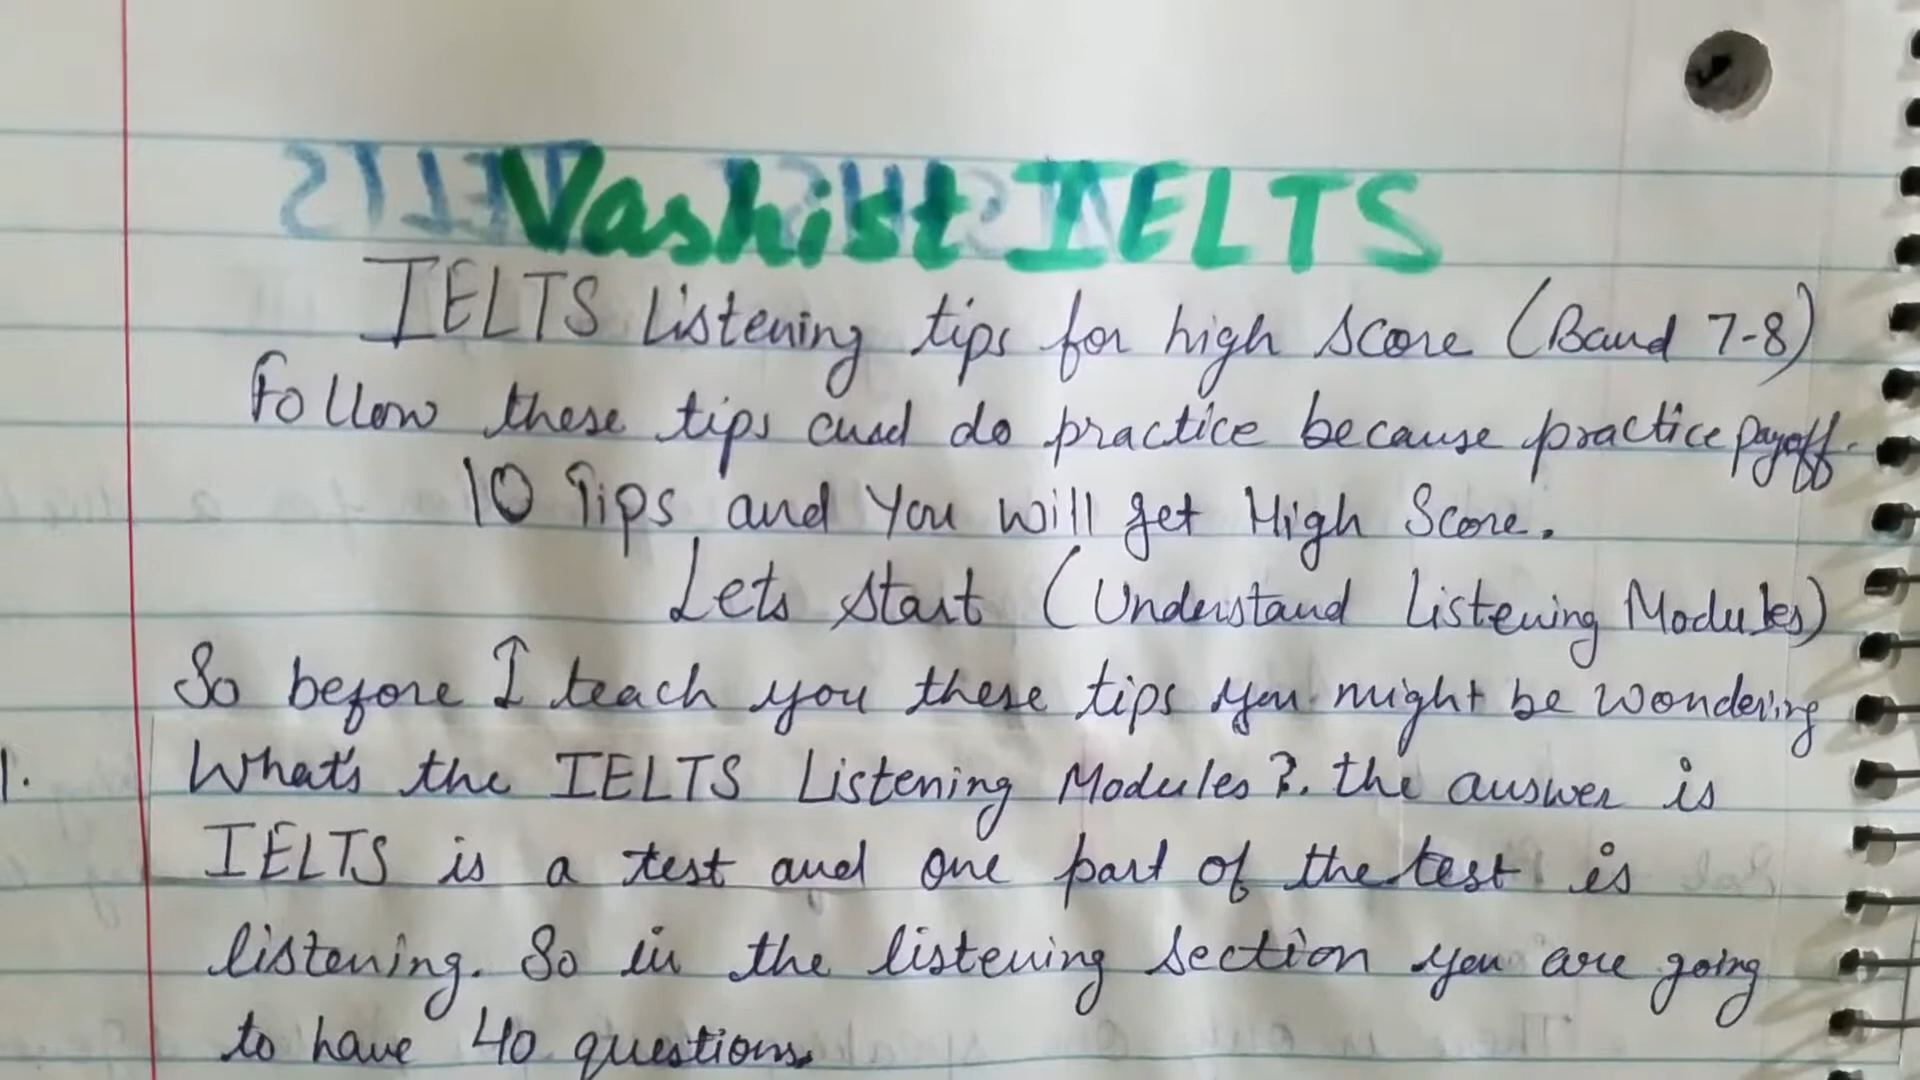 Vashist IELTS
IELTS Listening tips for high score (Band 7-8)
Follow these tips and do practice because practice payoff.
10 Tips and You will get High Score.
Lets start (Understand Listening Modules)
So before I teach you these tips you might be wondering
1. What's the IELTS Listening Modules?. the answer is
IELTS is a test and one part of the test is
listening. So in the listening section you are going
to have 40 questions.